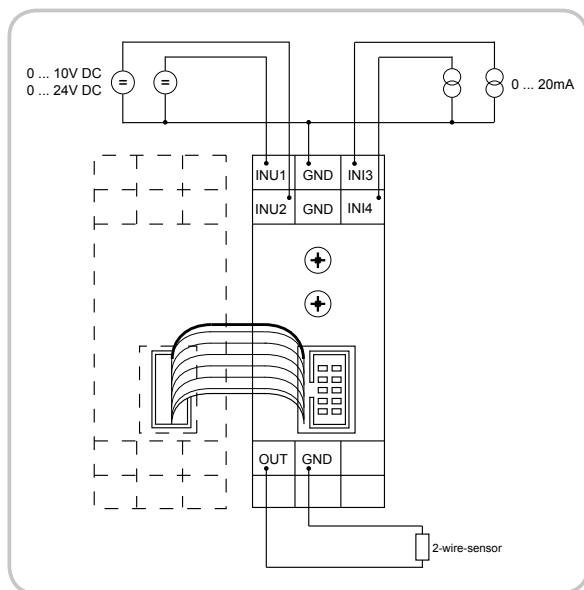 0 ... 10V DC
0 ... 24V DC
0 ... 20mA
INU1 GND INI3
INU2 GND INI4
OUT GND
2-wire-sensor